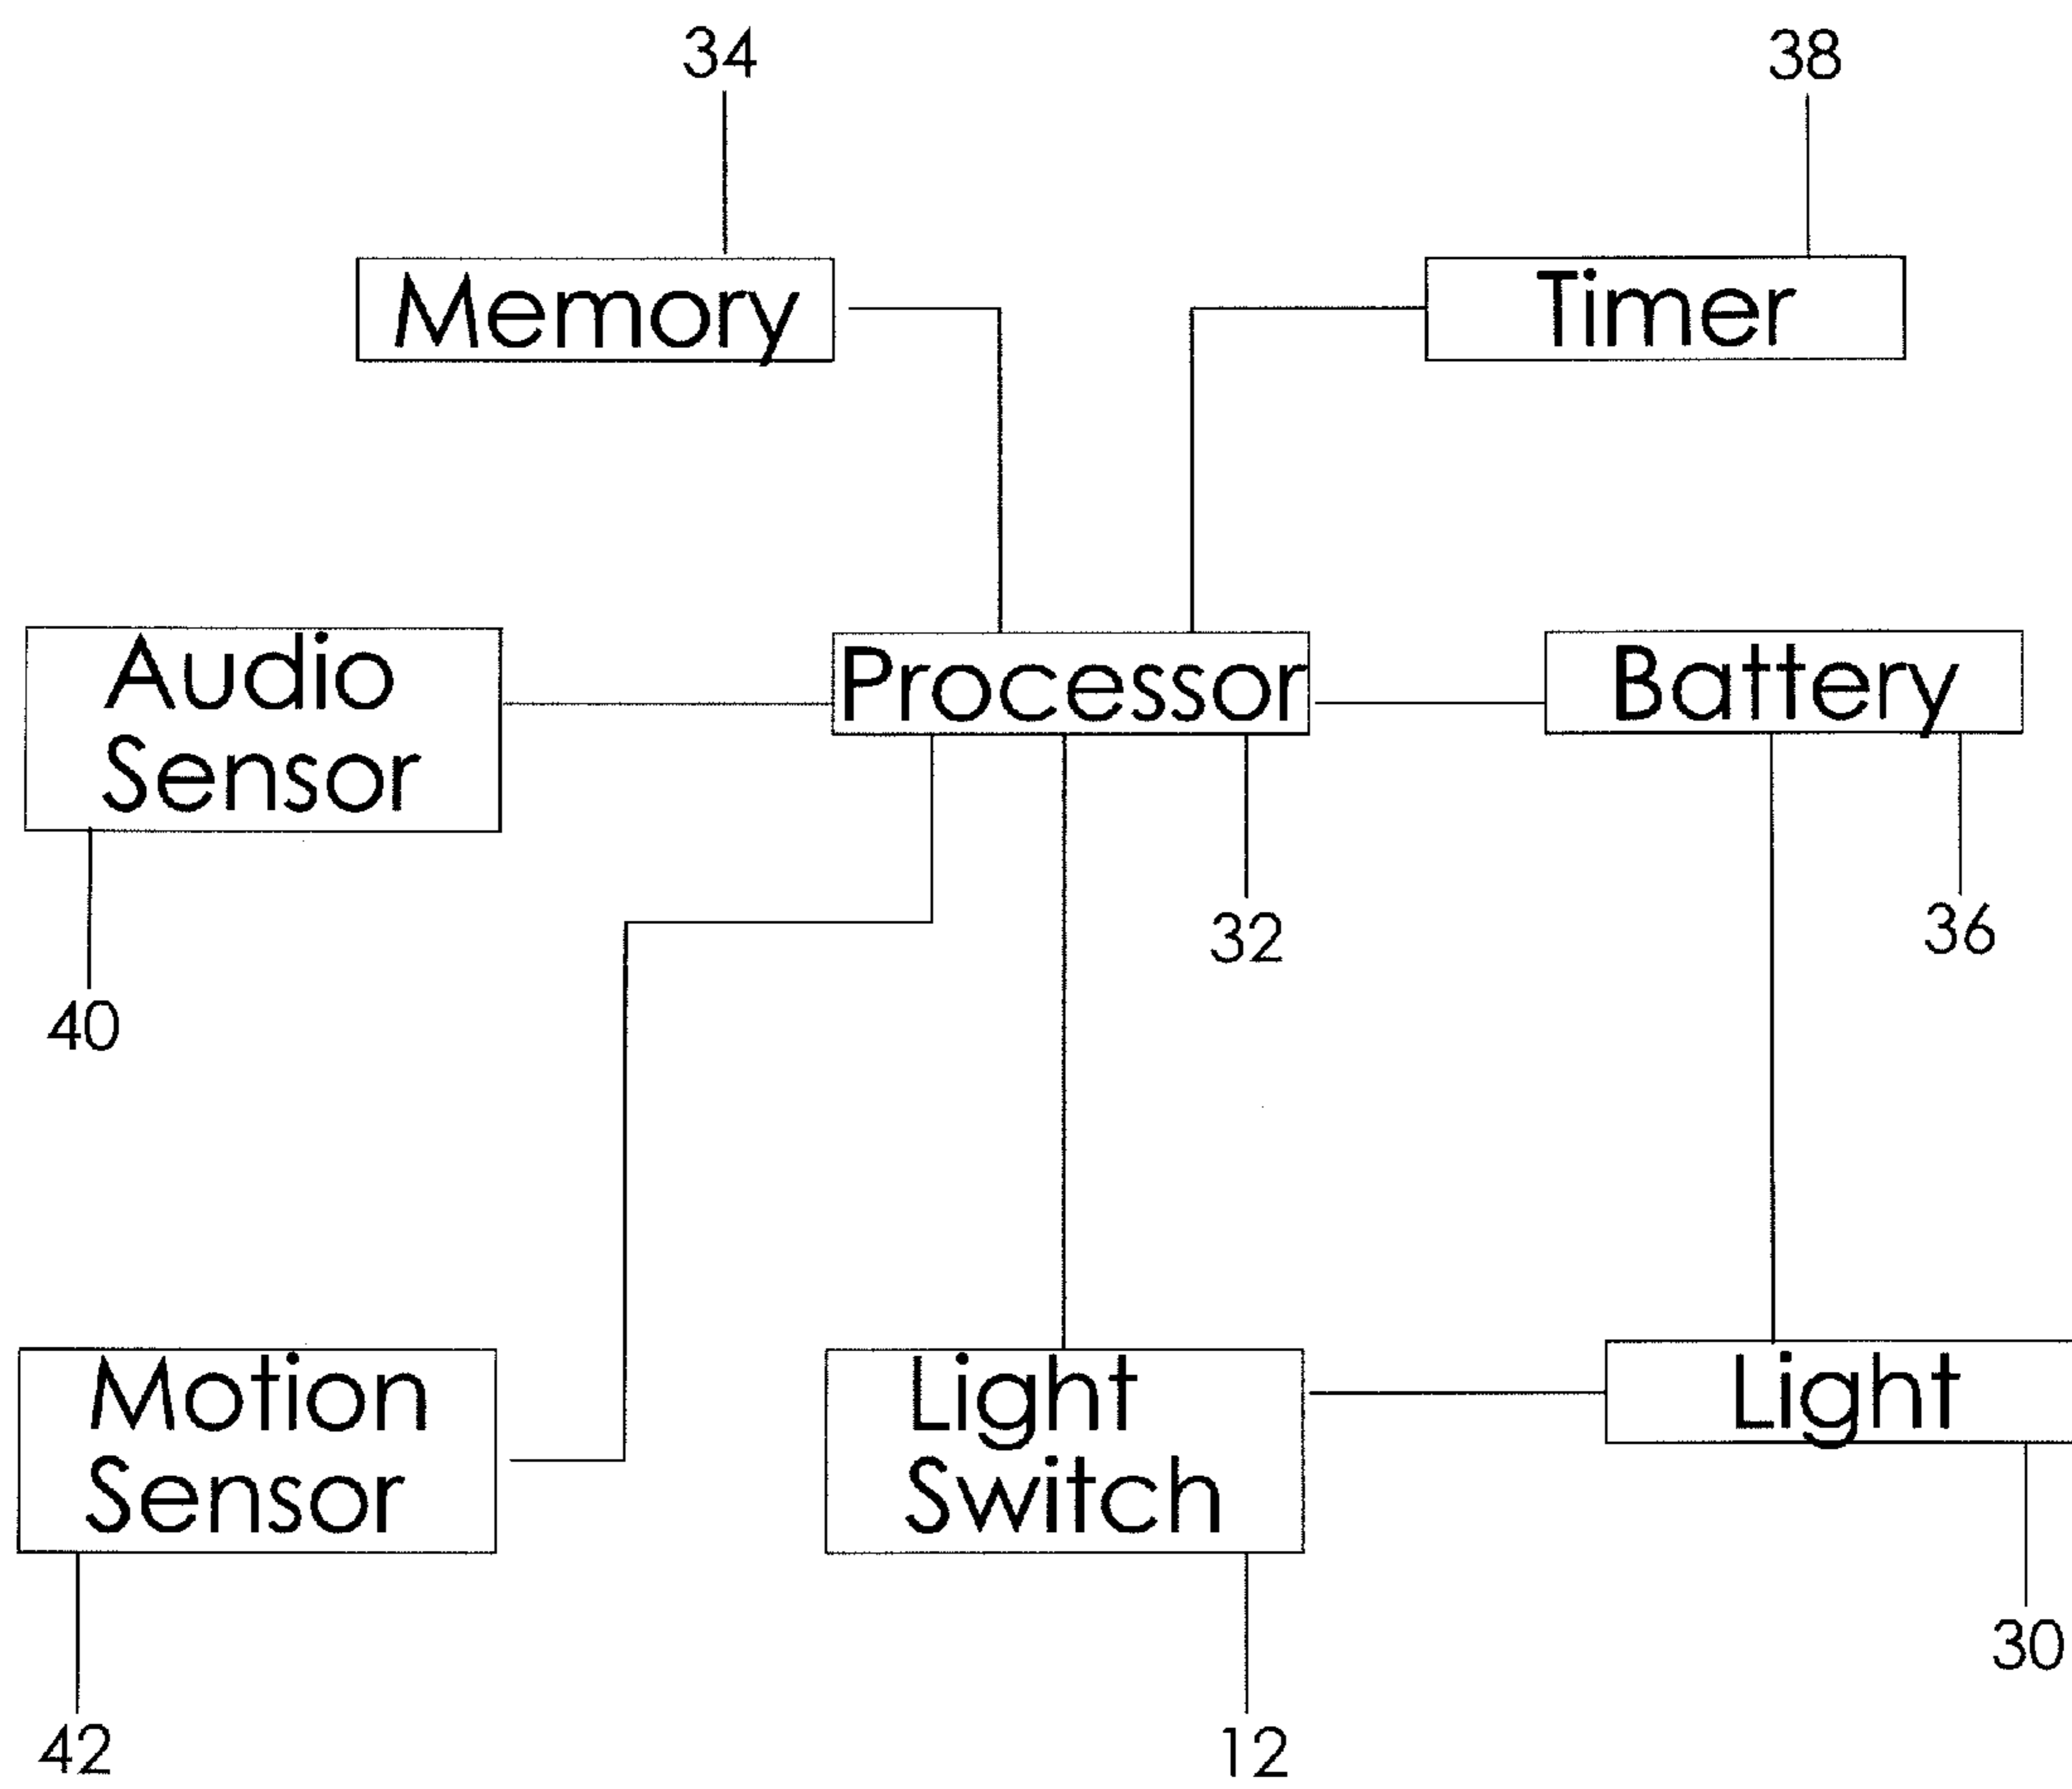 34
38
Memory
Timer
Audio
Sensor
Processor
Battery
32
36
40
Motion
Sensor
Light
Switch
Light
30
42
12